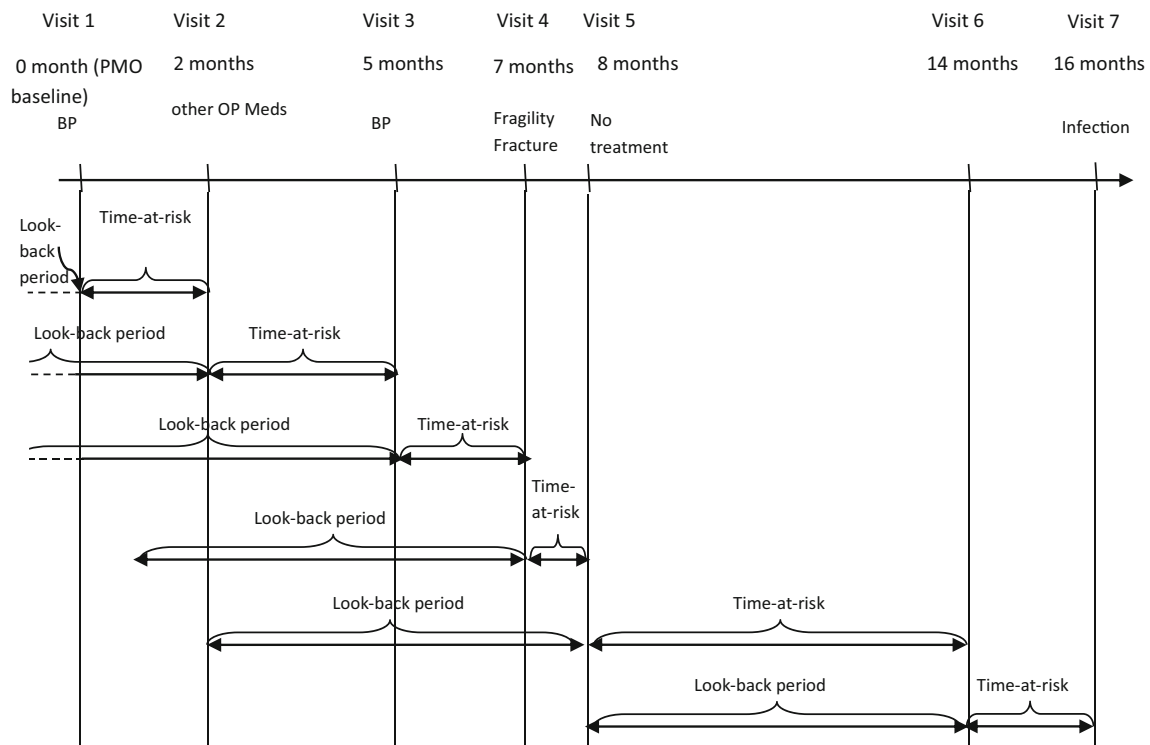 Visit 1 Visit 2 Visit 3 Visit 4 Visit 5 Visit 6 Visit 7
0 month (PMO
baseline) 2 months 5 months 7 months 8 months 14 months 16 months
BP other OP Meds BP Fragility
Fracture No
treatment Infection
Look-
back
period Time-at-risk
Look-back period Time-at-risk
Look-back period Time-at-risk
Look-back period Time-
at-risk
Look-back period Time-at-risk
Look-back period Time-at-risk